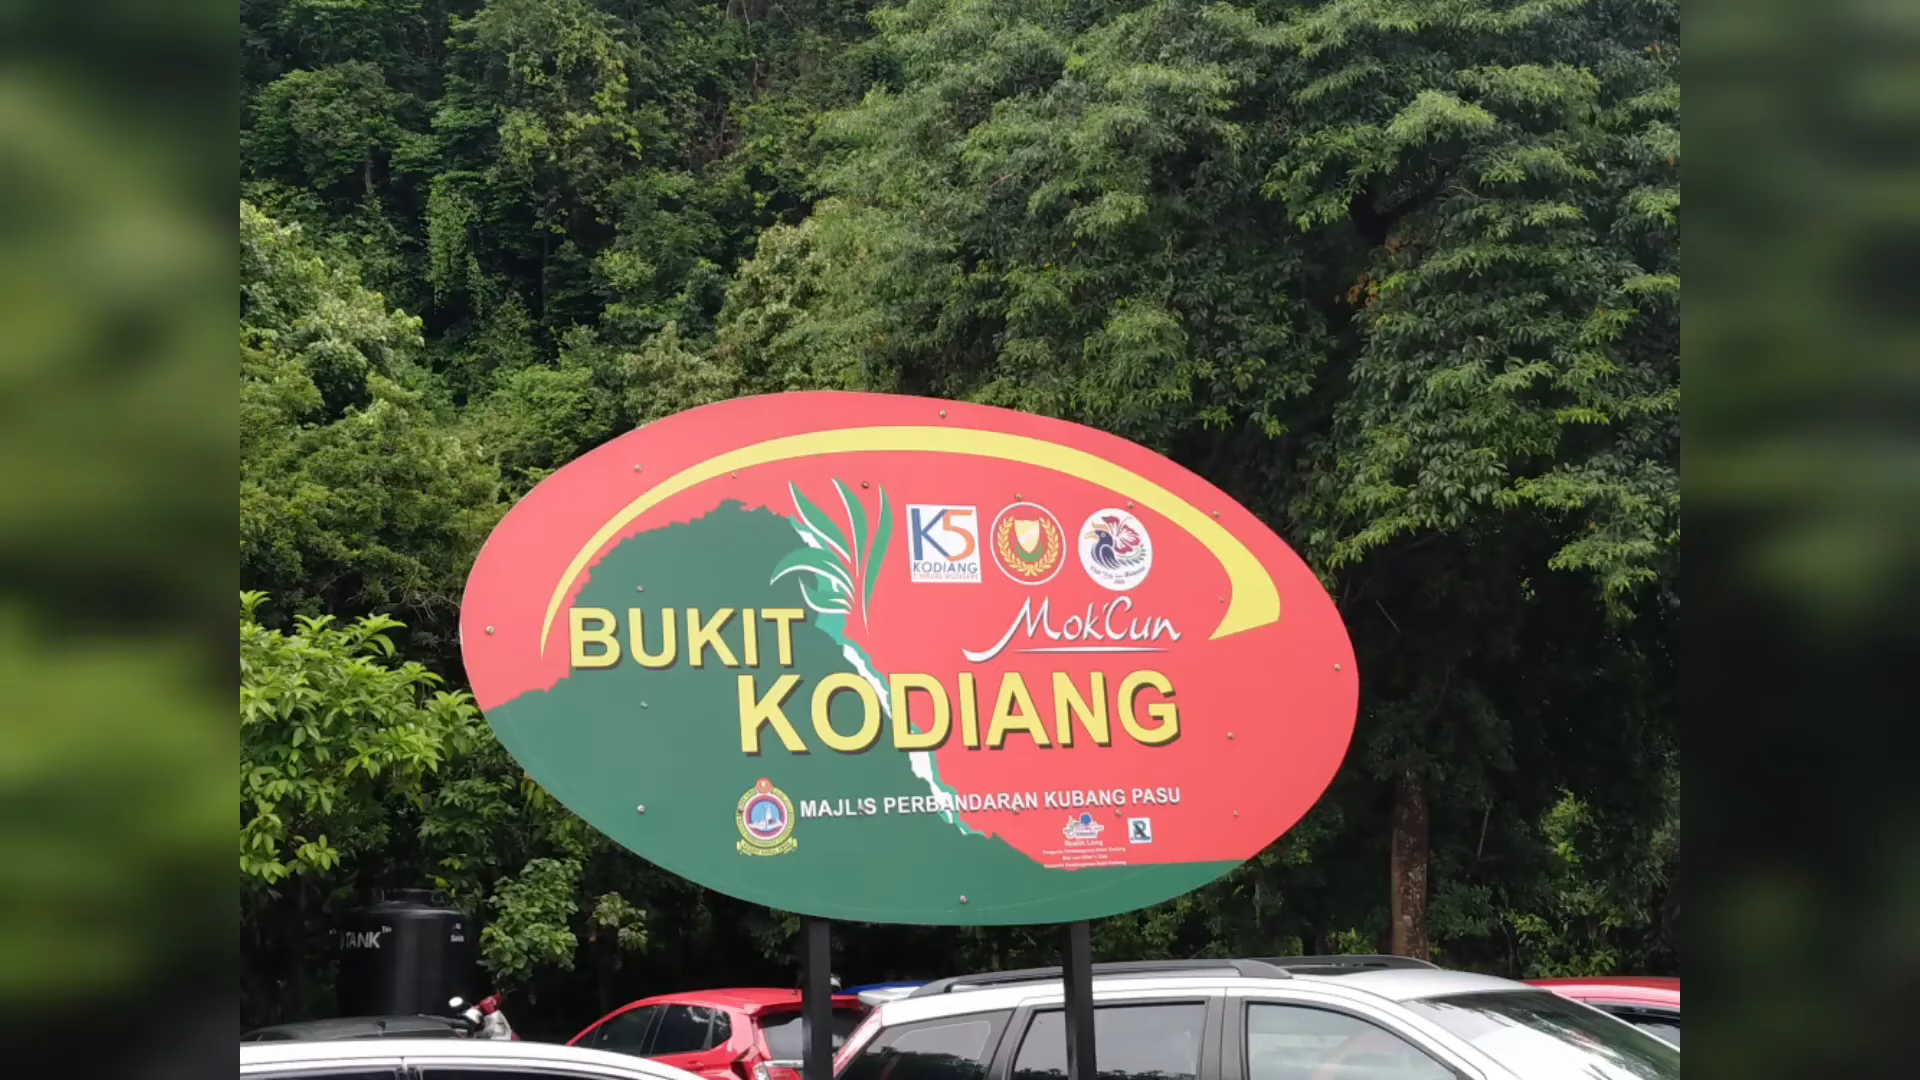 K5
KODIANG
MokCun
BUKIT
KODIANG
MAJLIS PERBANDARAN KUBANG PASU
TANK